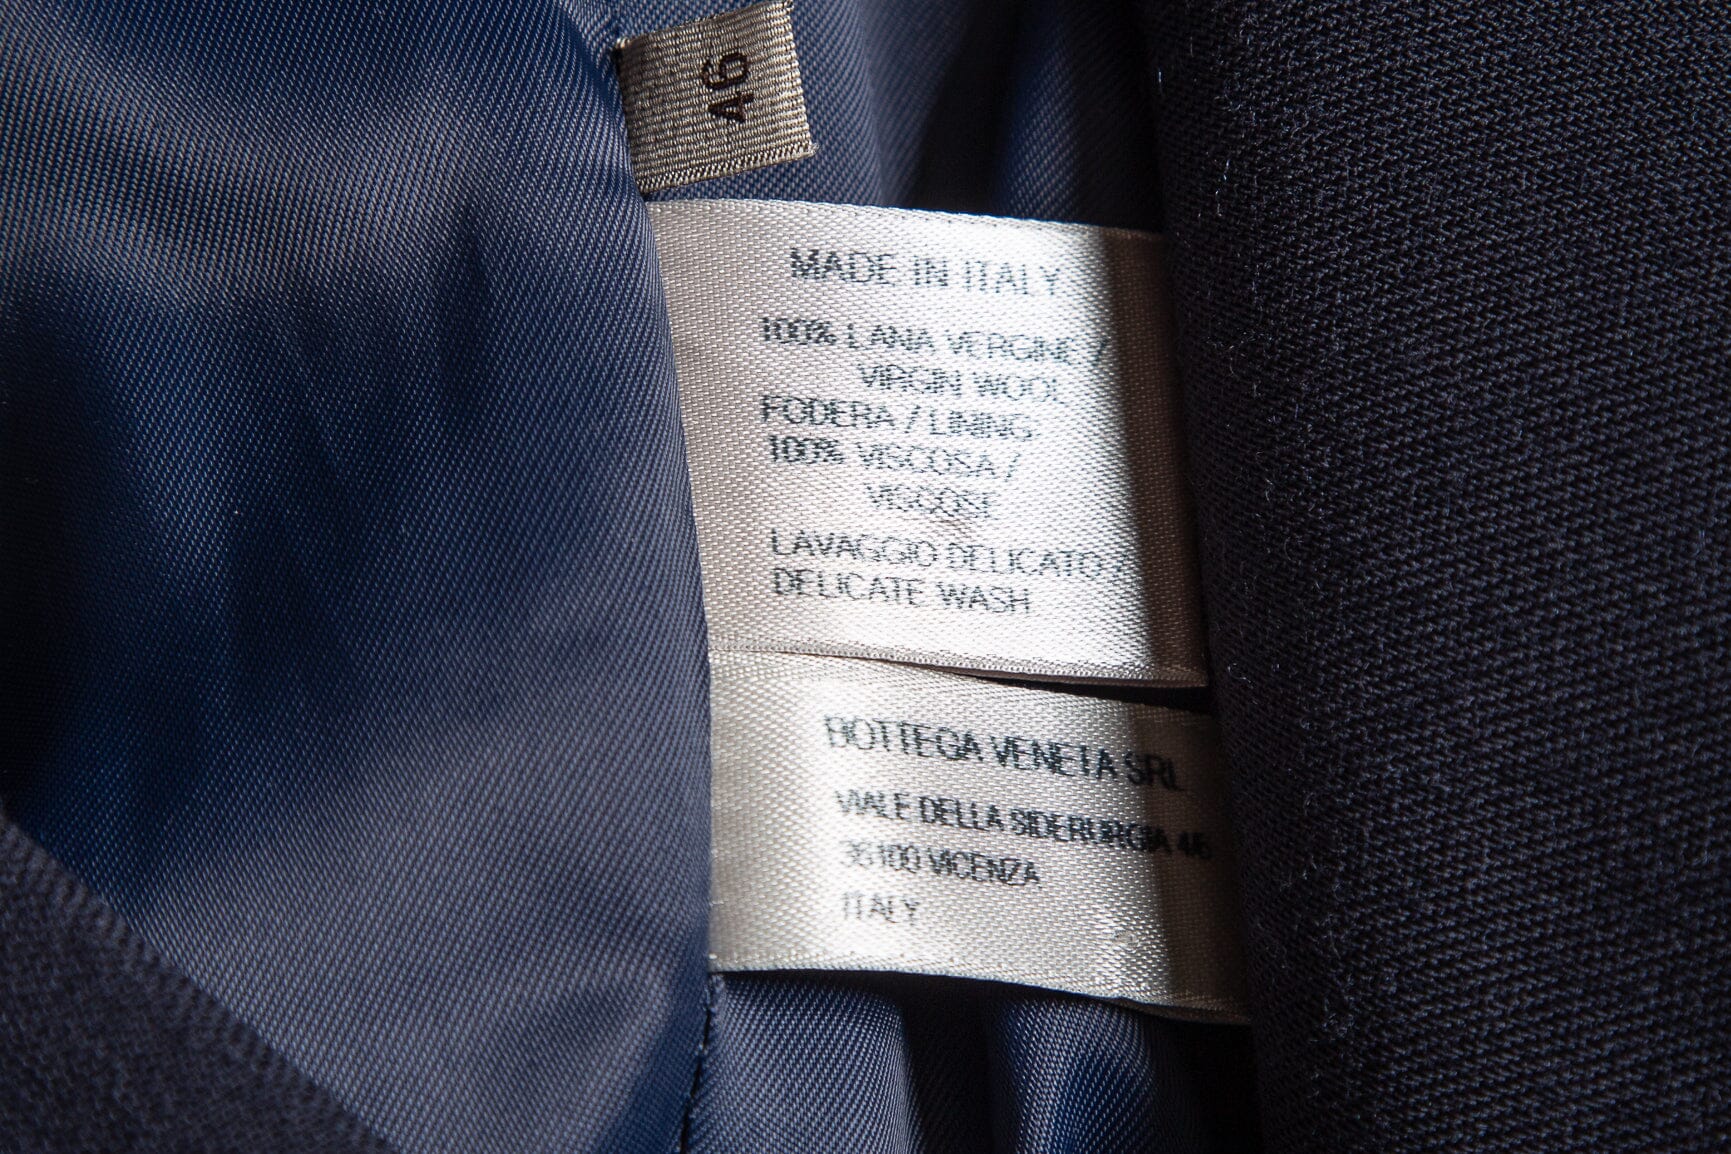 46
MADE IN ITALY
100% LANA VERGINE /
VIRGIN WOOL
FODERA / LINING
100% VISCOSA /
VISCOSE
LAVAGGIO DELICATO
DELICATE WASH
BOTTEGA VENETA SRL
VIALE DELLA SIDERURGIA
36100 VICENZA
ITALY